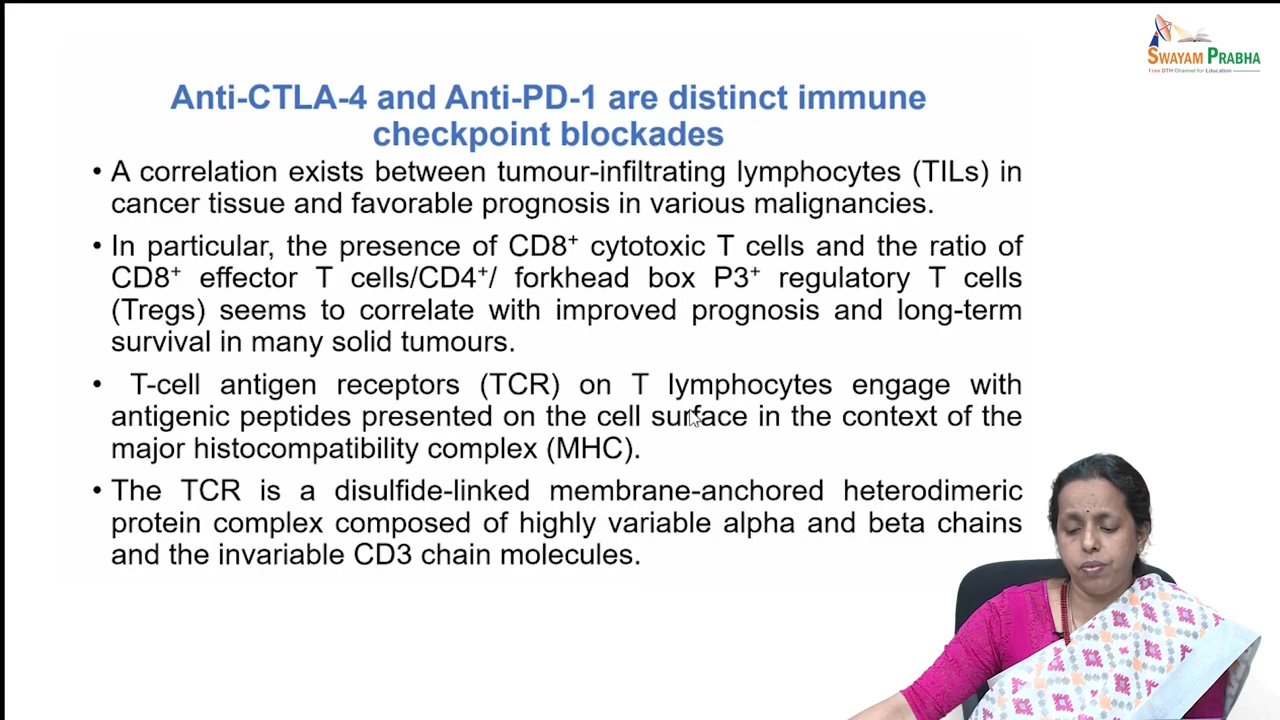 SWAYAM PRABHA
Free DTH Channel for Education
Anti-CTLA-4 and Anti-PD-1 are distinct immune
checkpoint blockades
• A correlation exists between tumour-infiltrating lymphocytes (TILs) in
cancer tissue and favorable prognosis in various malignancies.
• In particular, the presence of CD8⁺ cytotoxic T cells and the ratio of
CD8⁺ effector T cells/CD4⁺/ forkhead box P3⁺ regulatory T cells
(Tregs) seems to correlate with improved prognosis and long-term
survival in many solid tumours.
• T-cell antigen receptors (TCR) on T lymphocytes engage with
antigenic peptides presented on the cell surface in the context of the
major histocompatibility complex (MHC).
• The TCR is a disulfide-linked membrane-anchored heterodimeric
protein complex composed of highly variable alpha and beta chains
and the invariable CD3 chain molecules.